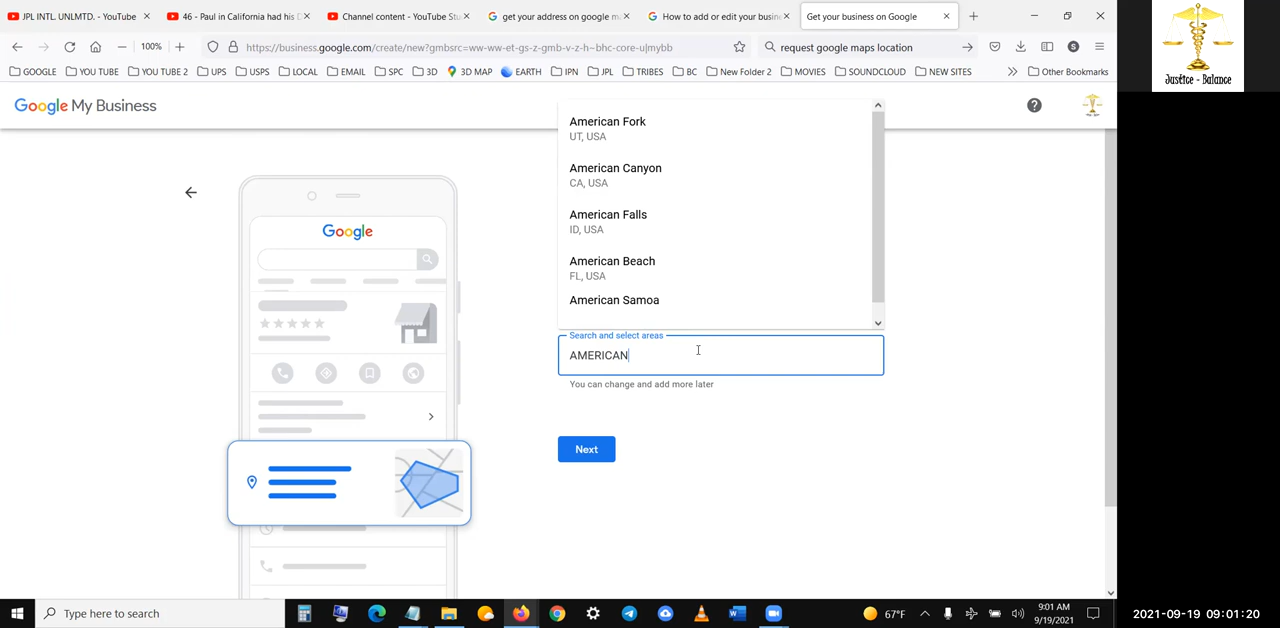 JPL INTL. UNLMTD. - YouTube
46 - Paul in California had his D
Channel content - YouTube Stu
get your address on google m
How to add or edit your busin
Get your business on Google
100%
https://business.google.com/create/new?gmbsrc=ww-ww-et-gs-z-gmb-v-z-h~bhc-core-u|mybb
request google maps location
S
GOOGLE
YOU TUBE
YOU TUBE 2
UPS
USPS
LOCAL
EMAIL
SPC
3D
3D MAP
EARTH
IPN
JPL
TRIBES
BC
New Folder 2
MOVIES
SOUNDCLOUD
NEW SITES
Other Bookmarks
Justice - Balance
Google My Business
American Fork
UT, USA
American Canyon
CA, USA
American Falls
ID, USA
American Beach
FL, USA
American Samoa
Google
Search and select areas
AMERICAN
You can change and add more later
Next
Type here to search
67°F
9:01 AM
9/19/2021
2021-09-19 09:01:20